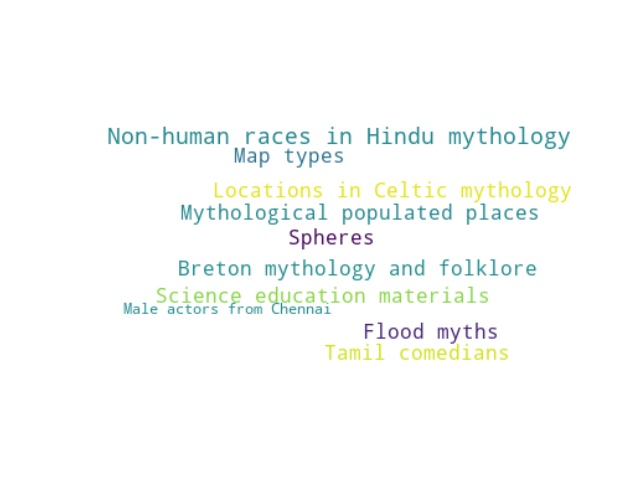 Non-human races in Hindu mythology
Map types
Locations in Celtic mythology
Mythological populated places
Spheres
Breton mythology and folklore
Science education materials
Male actors from Chennai
Flood myths
Tamil comedians